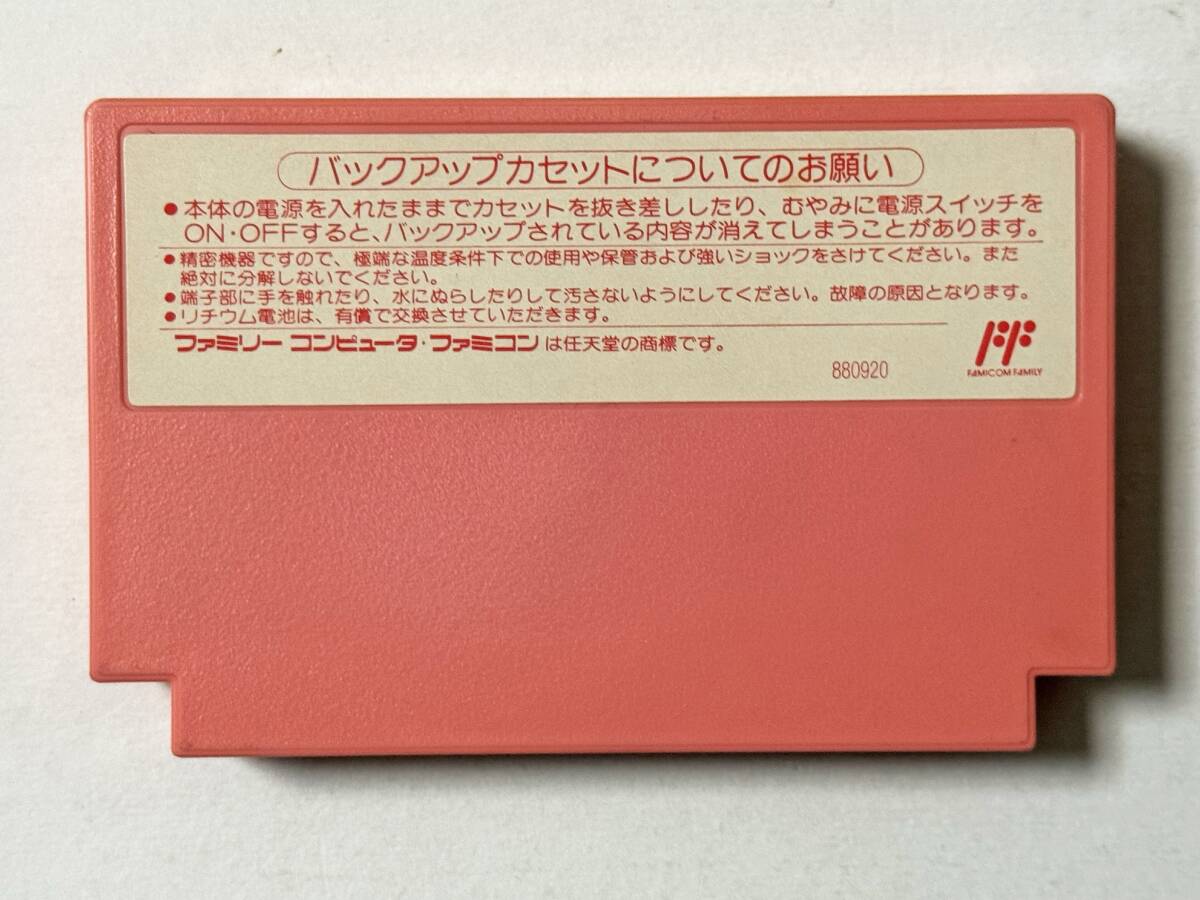 バックアップカセットについてのお願い
●本体の電源を入れたままでカセットを抜き差ししたり、むやみに電源スイッチを
ON・OFFすると、バックアップされている内容が消えてしまうことがあります。
●精密機器ですので、極端な温度条件下での使用や保管および強いショックをさけてください。また
絶対に分解しないでください。
●端子部に手を触れたり、水にぬらしたりして汚さないようにしてください。故障の原因となります。
●リチウム電池は、有償で交換させていただきます。
ファミリー コンピュータ・ファミコンは任天堂の商標です。
880920
FAMICOM FAMILY